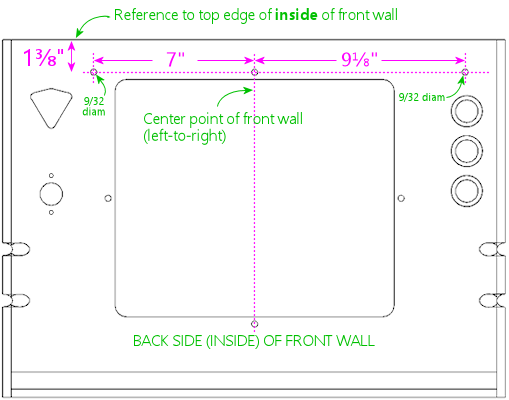 Reference to top edge of inside of front wall
1⅜"
7"
9⅛"
9/32
diam
9/32 diam
Center point of front wall
(left-to-right)
BACK SIDE (INSIDE) OF FRONT WALL